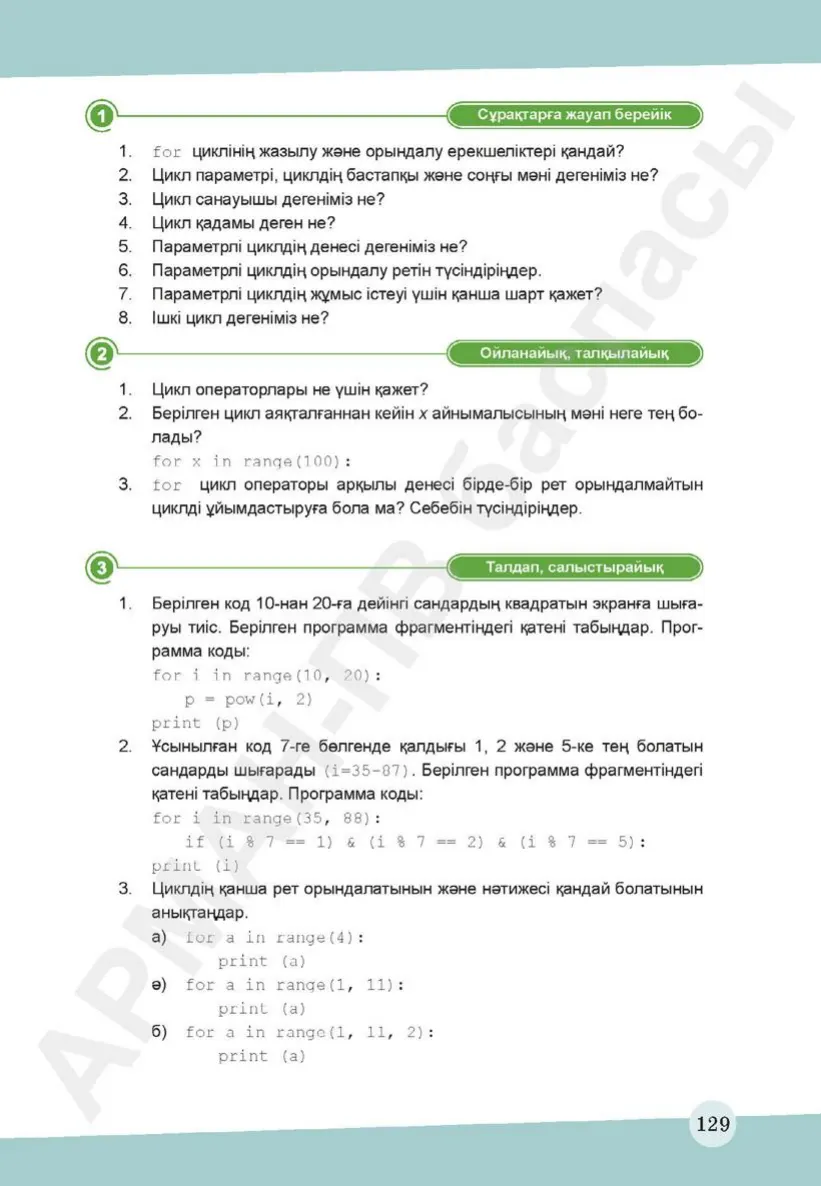 1 Сұрақтарға жауап берейік
1. for циклінің жазылу және орындалу ерекшеліктері қандай?
2. Цикл параметрі, циклдің бастапқы және соңғы мәні дегеніміз не?
3. Цикл санауышы дегеніміз не?
4. Цикл қадамы деген не?
5. Параметрлі циклдің денесі дегеніміз не?
6. Параметрлі циклдің орындалу ретін түсіндіріңдер.
7. Параметрлі циклдің жұмыс істеуі үшін қанша шарт қажет?
8. Ішкі цикл дегеніміз не?
2 Ойланайық, талқылайық
1. Цикл операторлары не үшін қажет?
2. Берілген цикл аяқталғаннан кейін x айнымалысының мәні неге тең бо-
лады?
for x in range(100):
3. for цикл операторы арқылы денесі бірде-бір рет орындалмайтын
циклді ұйымдастыруға бола ма? Себебін түсіндіріңдер.
3 Талдап, салыстырайық
1. Берілген код 10-нан 20-ға дейінгі сандардың квадратын экранға шыға-
руы тиіс. Берілген программа фрагментіндегі қатені табыңдар. Прог-
рамма коды:
for i in range(10, 20):
p = pow(i, 2)
print (p)
2. Ұсынылған код 7-ге бөлгенде қалдығы 1, 2 және 5-ке тең болатын
сандарды шығарады (i=35-87). Берілген программа фрагментіндегі
қатені табыңдар. Программа коды:
for i in range(35, 88):
if (i % 7 == 1) & (i % 7 == 2) & (i % 7 == 5):
print (i)
3. Циклдің қанша рет орындалатынын және нәтижесі қандай болатынын
анықтаңдар.
а) for a in range(4):
print (a)
ә) for a in range(1, 11):
print (a)
б) for a in range(1, 11, 2):
print (a)
129
АРМАН-ПВ баспасы